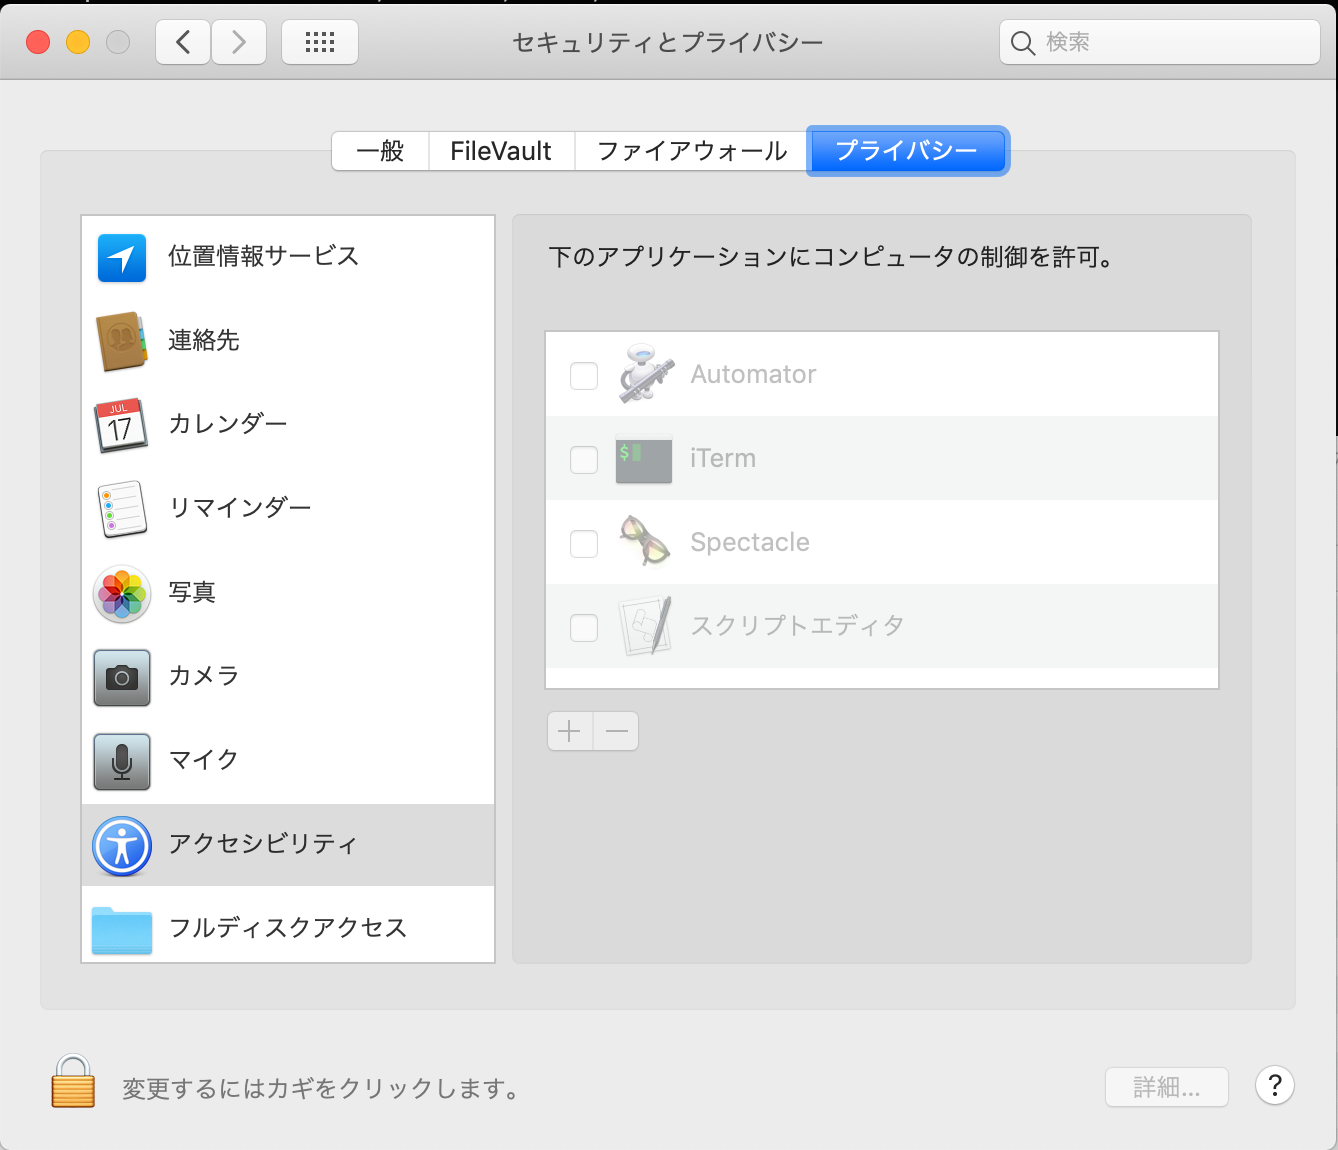 セキュリティとプライバシー
検索
一般
FileVault
ファイアウォール
プライバシー
位置情報サービス
連絡先
JUL
17
カレンダー
リマインダー
写真
カメラ
マイク
アクセシビリティ
フルディスクアクセス
下のアプリケーションにコンピュータの制御を許可。
Automator
$
iTerm
Spectacle
スクリプトエディタ
変更するにはカギをクリックします。
詳細...
?